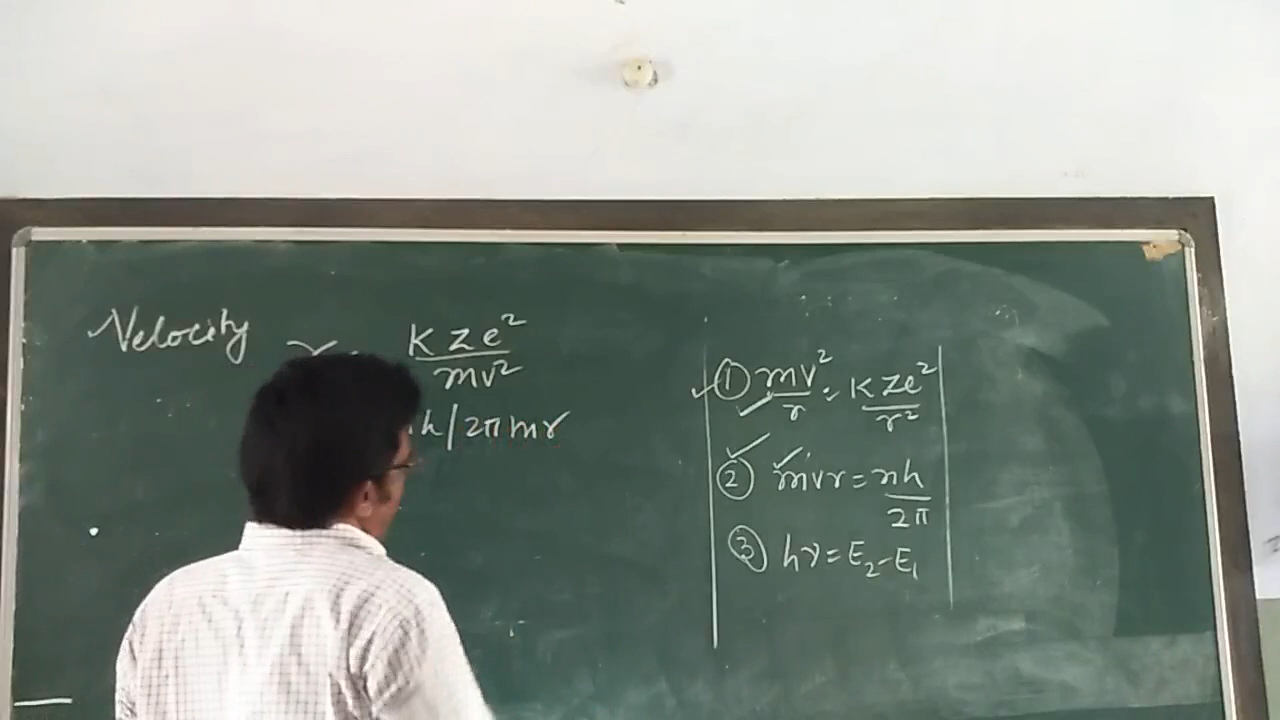 Velocity r = KZe²/mv²
h/2πmr
① mv²/r = KZe²/r²
② mvr = nh/2π
③ hν = E₂-E₁